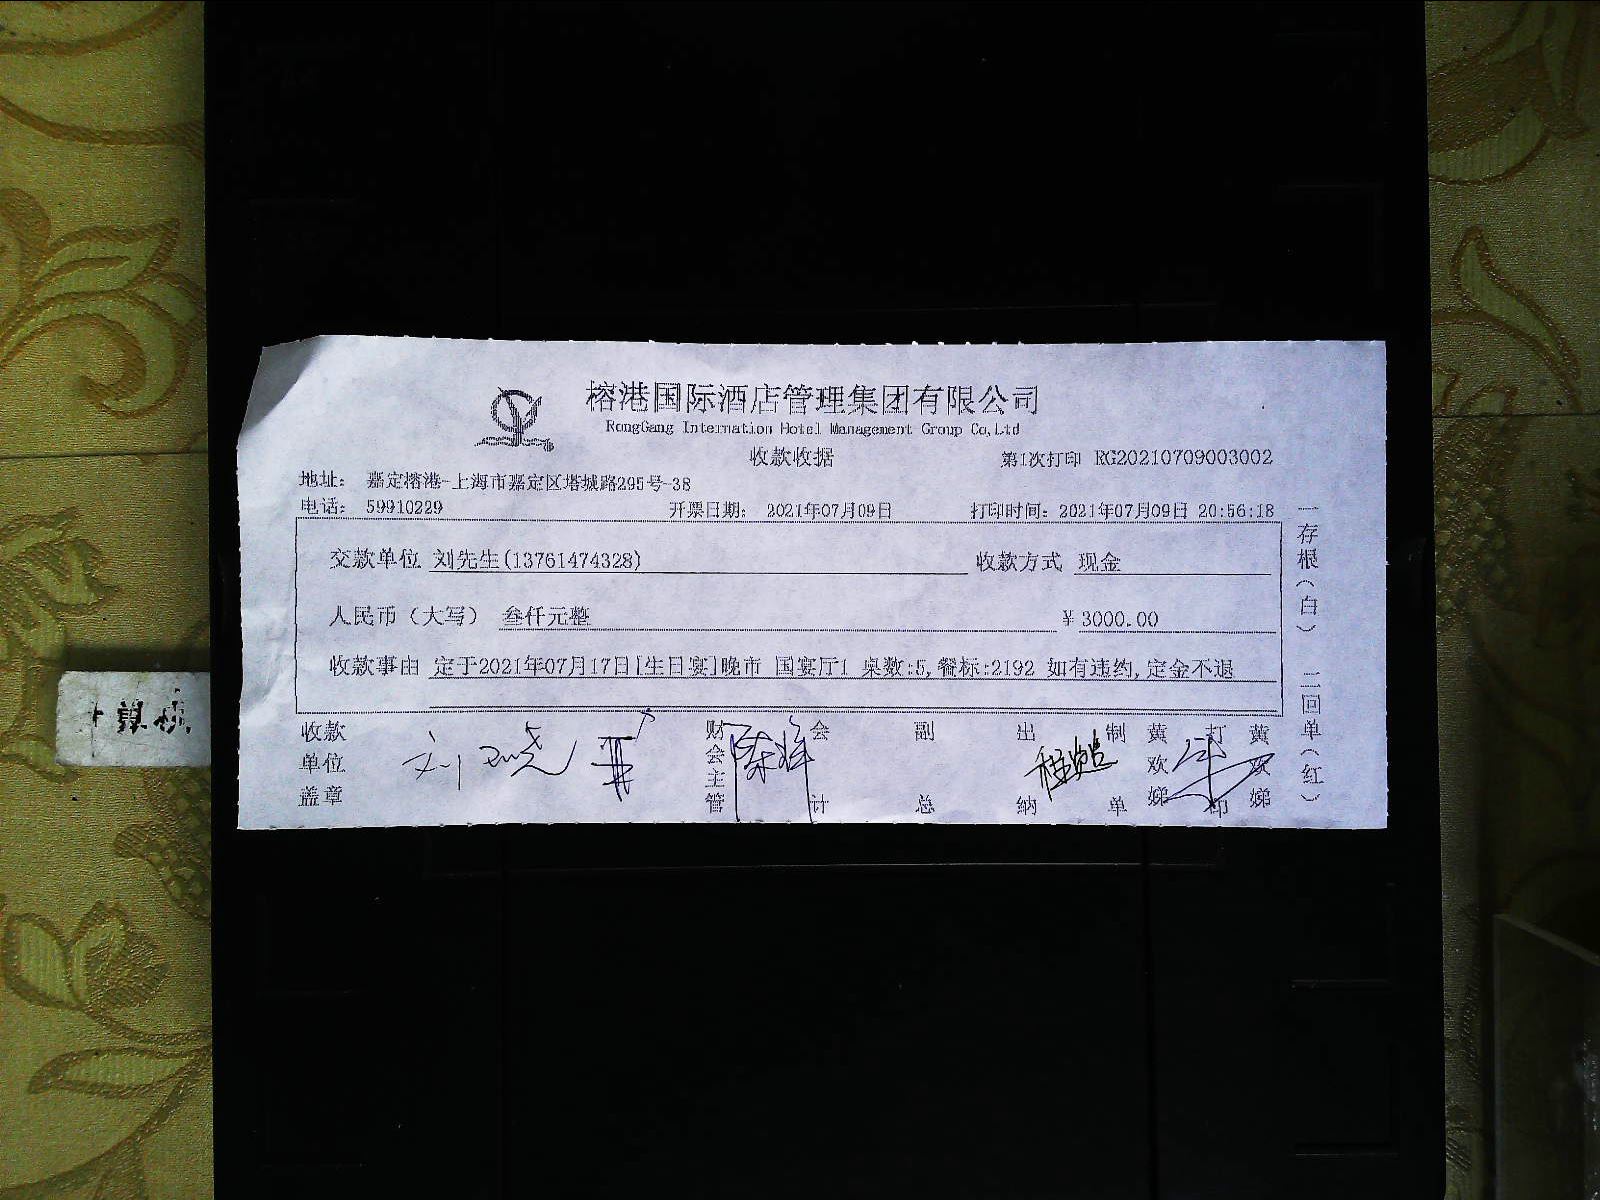 榕港国际酒店管理集团有限公司
RongGang Internation Hotel Management Group Co,Ltd
收款收据
第1次打印 RG20210709003002
地址： 嘉定榕港-上海市嘉定区塔城路295号-38
电话： 59910229 开票日期： 2021年07月09日 打印时间：2021年07月09日 20:56:18
交款单位 刘先生(13761474328) 收款方式 现金
人民币（大写） 叁仟元整 ￥3000.00
收款事由 定于2021年07月17日[生日宴]晚市 国宴厅1 桌数:5,餐标:2192 如有违约,定金不退
收款单位盖章
财会主管
会计
副总
出纳
制单
黄欢娣
打印
黄欢娣
一存根（白） 二回单（红）